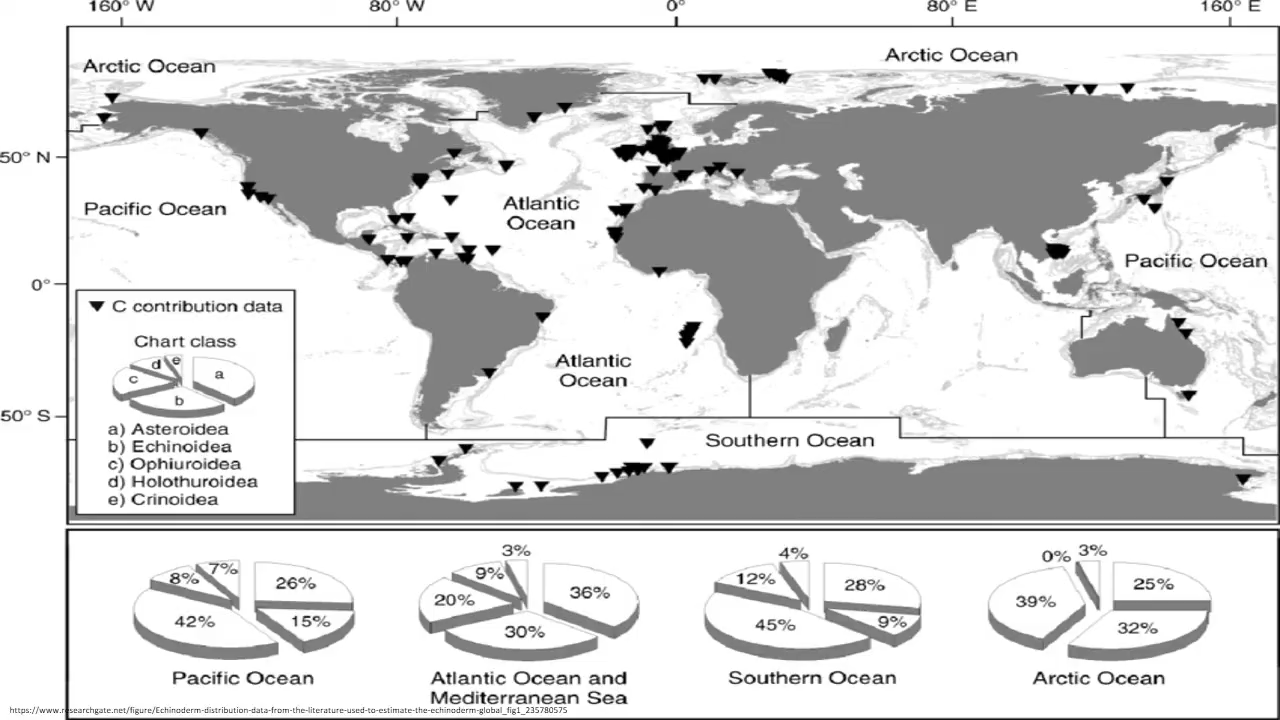 160° W 80° W 0° 80° E 160° E
Arctic Ocean
Arctic Ocean
50° N
Pacific Ocean
Atlantic
Ocean
Pacific Ocean
0°
▼ C contribution data
Chart class
a
b
c
d
e
a) Asteroidea
b) Echinoidea
c) Ophiuroidea
d) Holothuroidea
e) Crinoidea
Atlantic
Ocean
50° S
Southern Ocean
26%
15%
42%
8%
7%
Pacific Ocean
36%
30%
20%
9%
3%
Atlantic Ocean and
Mediterranean Sea
28%
9%
45%
12%
4%
Southern Ocean
25%
32%
39%
0%
3%
Arctic Ocean
https://www.researchgate.net/figure/Echinoderm-distribution-data-from-the-literature-used-to-estimate-the-echinoderm-global_fig1_235780575